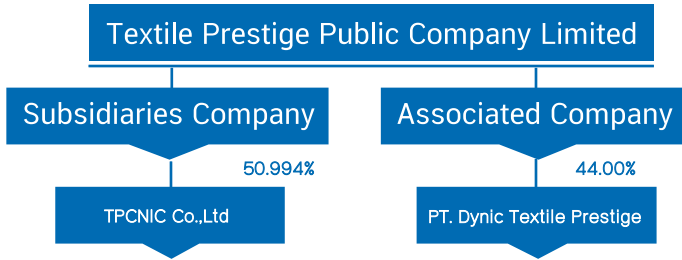 Textile Prestige Public Company Limited
Subsidiaries Company
Associated Company
50.994%
44.00%
TPCNIC Co.,Ltd
PT. Dynic Textile Prestige